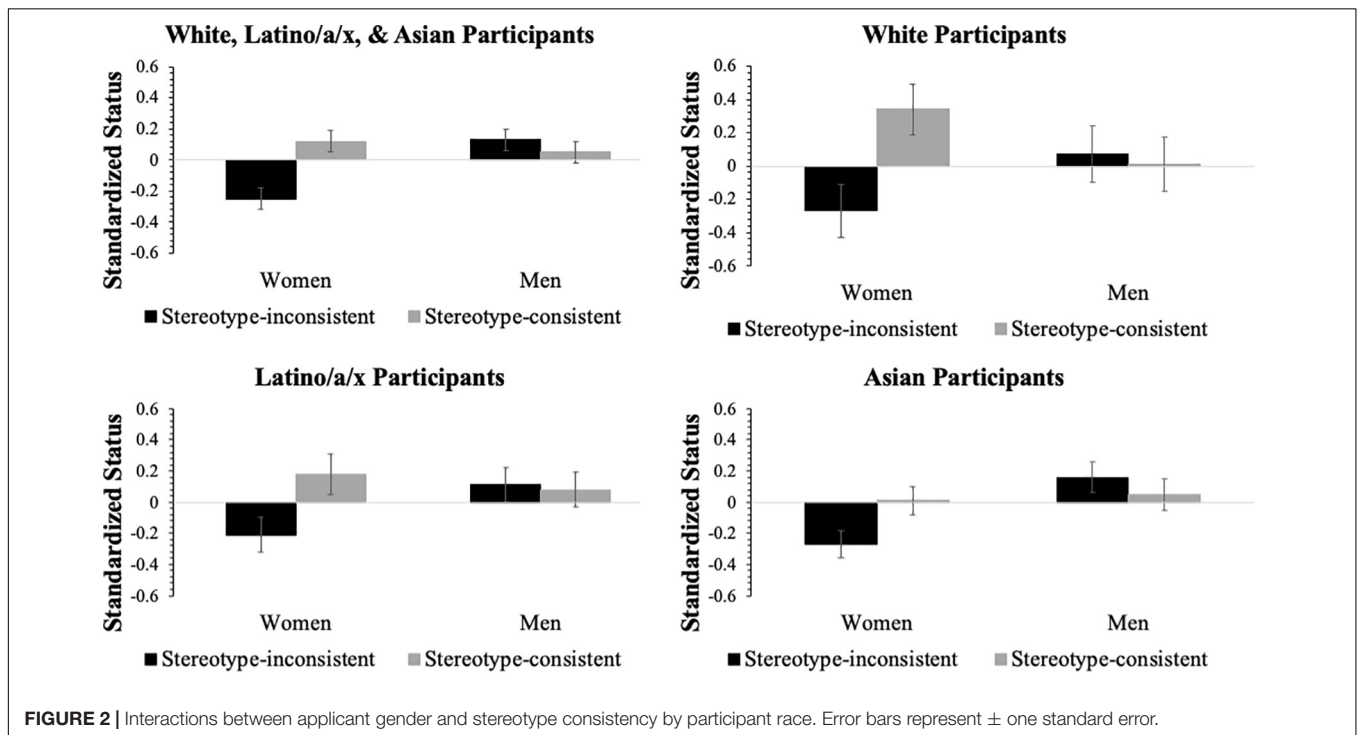 White, Latino/a/x, & Asian Participants
Standardized Status
0.6
0.4
0.2
0
-0.2
-0.4
-0.6
Women Men
■ Stereotype-inconsistent ■ Stereotype-consistent
White Participants
Standardized Status
0.6
0.4
0.2
0
-0.2
-0.4
-0.6
Women Men
■ Stereotype-inconsistent ■ Stereotype-consistent
Latino/a/x Participants
Standardized Status
0.6
0.4
0.2
0
-0.2
-0.4
-0.6
Women Men
■ Stereotype-inconsistent ■ Stereotype-consistent
Asian Participants
Standardized Status
0.6
0.4
0.2
0
-0.2
-0.4
-0.6
Women Men
■ Stereotype-inconsistent ■ Stereotype-consistent
FIGURE 2 | Interactions between applicant gender and stereotype consistency by participant race. Error bars represent ± one standard error.